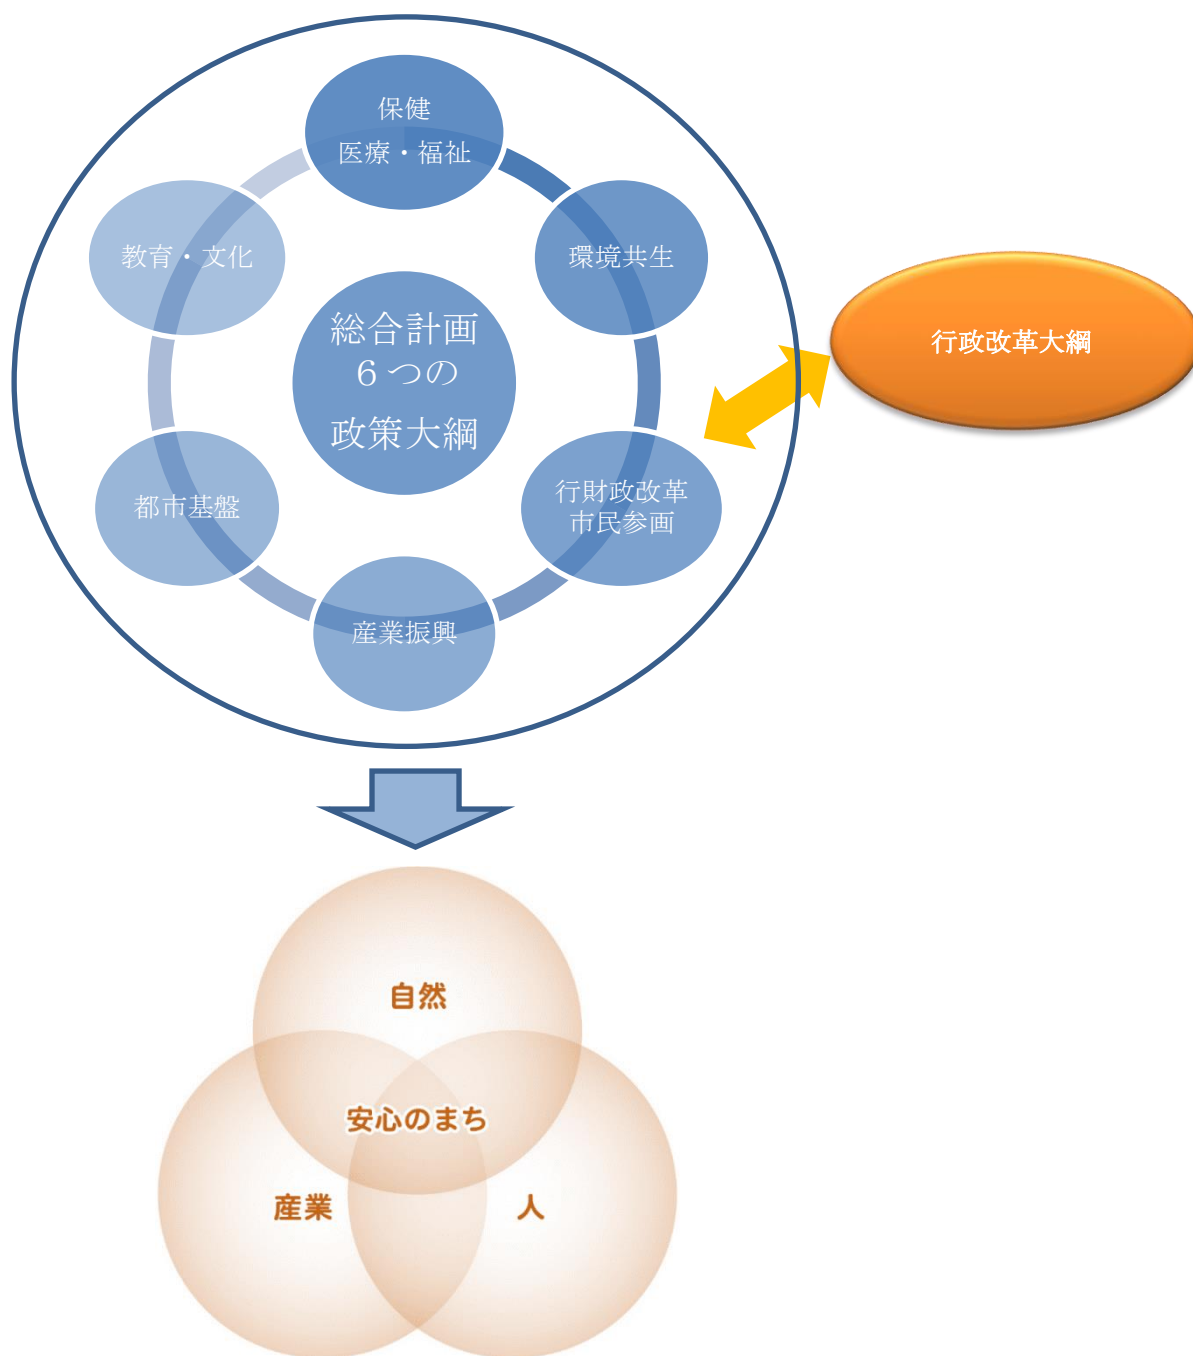 保健
医療・福祉
教育・文化
環境共生
総合計画
６つの
政策大綱
行政改革大綱
都市基盤
行財政改革
市民参画
産業振興
自然
安心のまち
産業
人